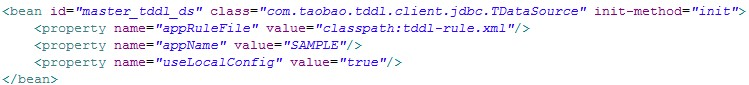 <bean id="master_tddl_ds" class="com.taobao.tddl.client.jdbc.TDataSource" init-method="init">
<property name="appRuleFile" value="classpath:tddl-rule.xml"/>
<property name="appName" value="SAMPLE"/>
<property name="useLocalConfig" value="true"/>
</bean>